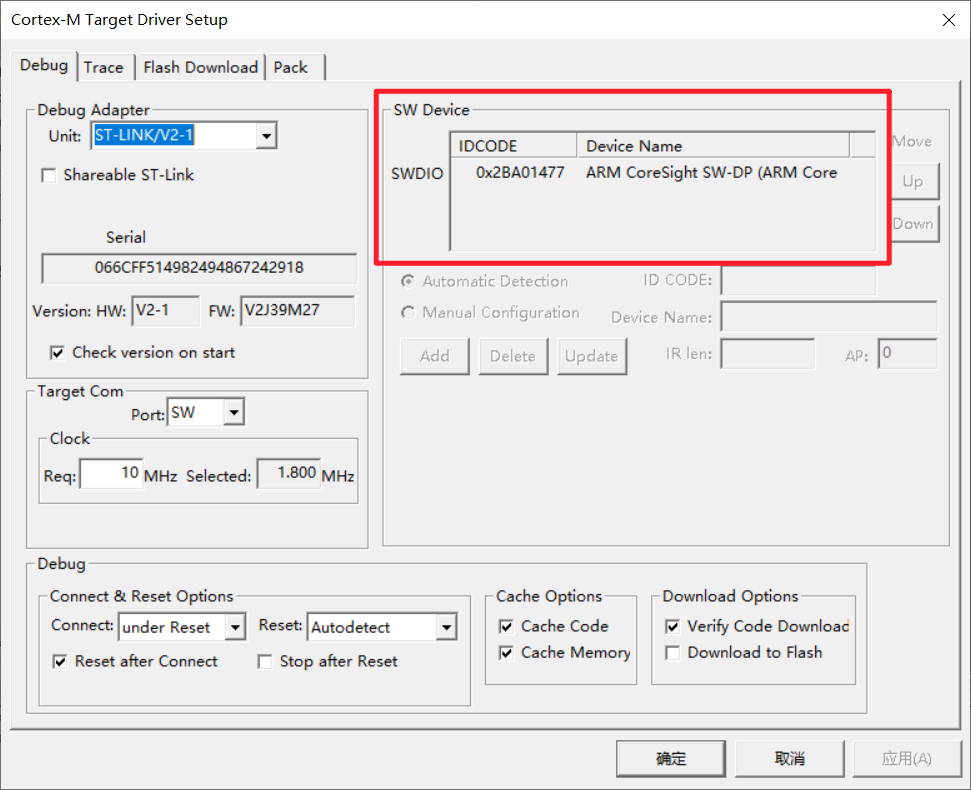 Cortex-M Target Driver Setup
Debug Trace Flash Download Pack
Debug Adapter
Unit: ST-LINK/V2-1
Shareable ST-Link
Serial
066CFF514982494867242918
Version: HW: V2-1 FW: V2J39M27
Check version on start
Target Com
Port: SW
Clock
Req: 10 MHz Selected: 1.800 MHz
SW Device
IDCODE Device Name
SWDIO 0x2BA01477 ARM CoreSight SW-DP (ARM Core
Move
Up
Down
Automatic Detection ID CODE:
Manual Configuration Device Name:
Add Delete Update IR len: AP: 0
Debug
Connect & Reset Options
Connect: under Reset Reset: Autodetect
Reset after Connect Stop after Reset
Cache Options
Cache Code
Cache Memory
Download Options
Verify Code Download
Download to Flash
确定 取消 应用(A)